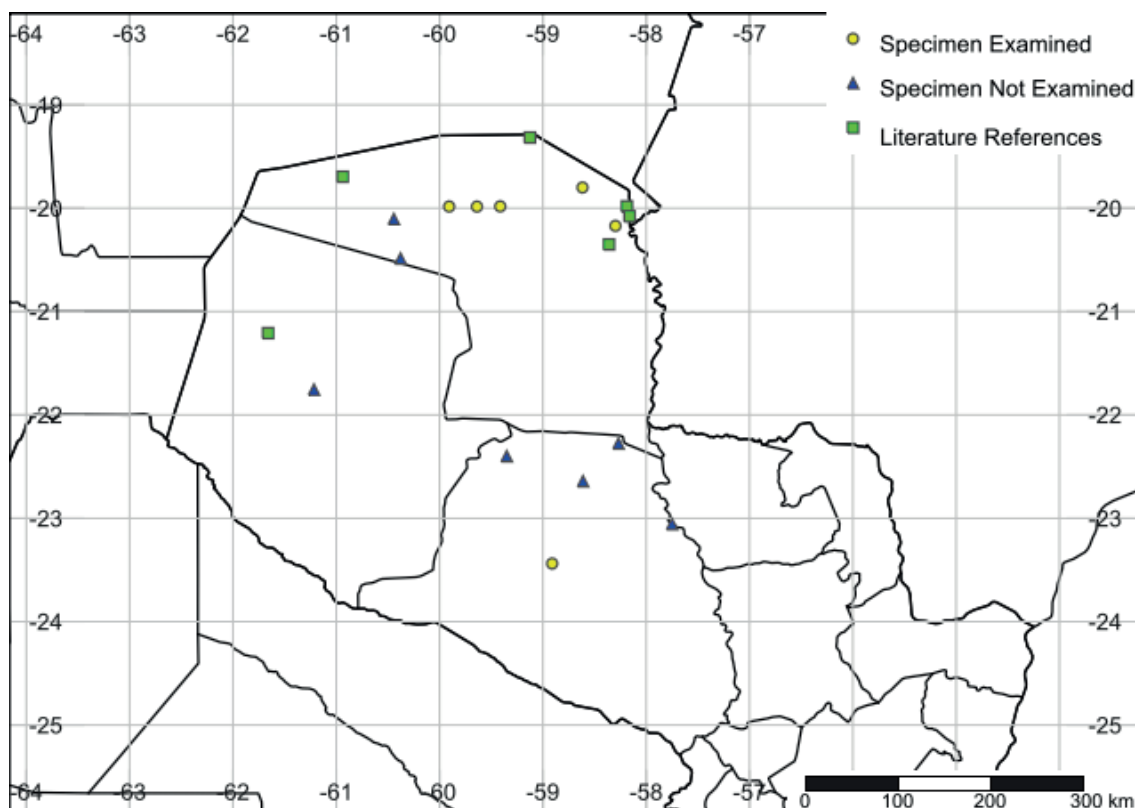 -64 -63 -62 -61 -60 -59 -58 -57
Specimen Examined
Specimen Not Examined
Literature References
-19 -19
-20 -20
-21 -21
-22 -22
-23 -23
-24 -24
-25 -25
-64 -63 -62 -61 -60 -59 -58
0 100 200 300 km